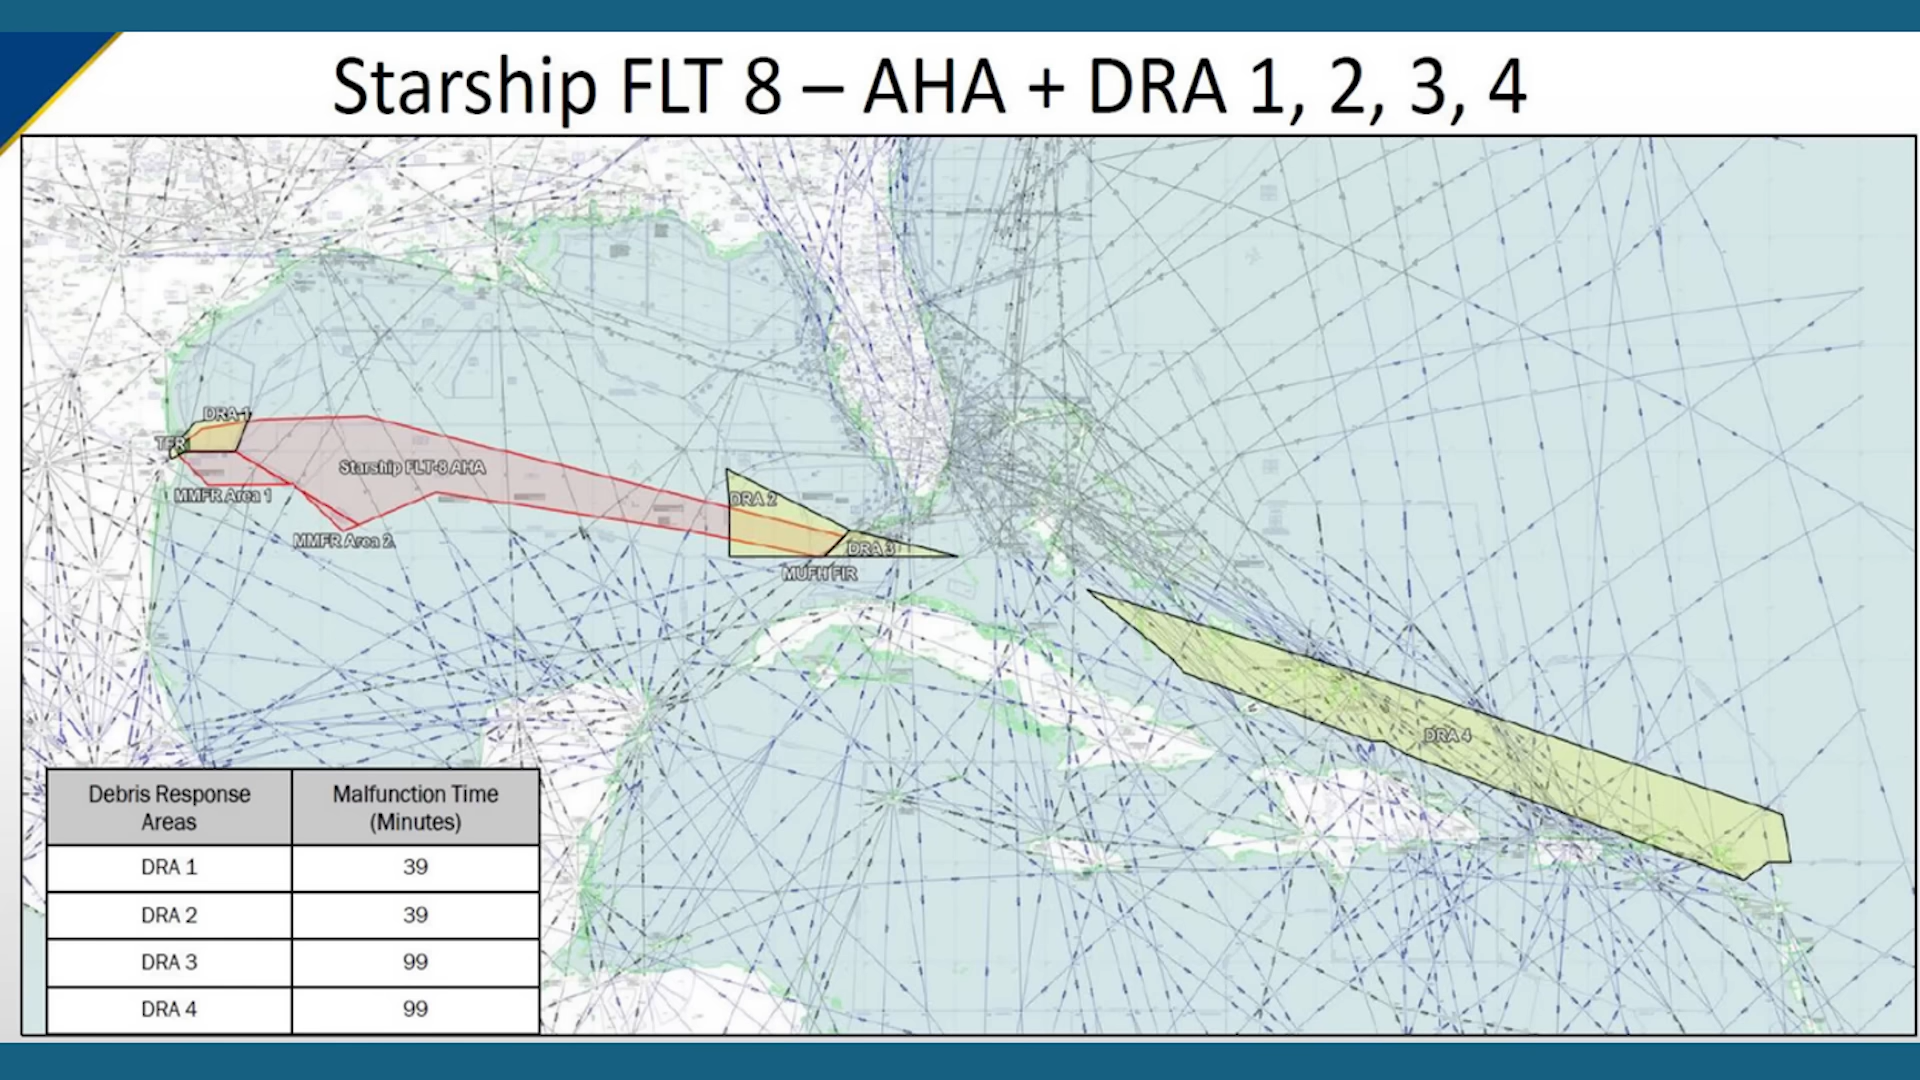 Starship FLT 8 – AHA + DRA 1, 2, 3, 4
DRA 1
TFR
Starship FLT-8 AHA
MMFR Area 1
MMFR Area 2
DRA 2
DRA 3
MUFH FIR
DRA 4
Debris Response Areas
Malfunction Time (Minutes)
DRA 1
39
DRA 2
39
DRA 3
99
DRA 4
99